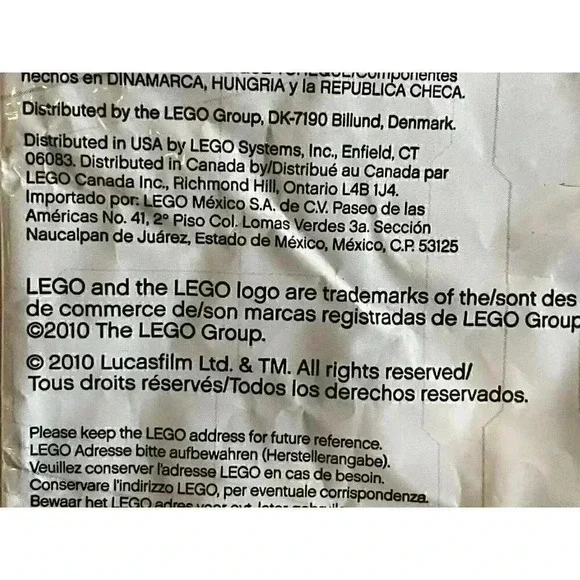 hechos en DINAMARCA, HUNGRIA y la REPUBLICA CHECA.
Distributed by the LEGO Group, DK-7190 Billund, Denmark.
Distributed in USA by LEGO Systems, Inc., Enfield, CT
06083. Distributed in Canada by/Distribué au Canada par
LEGO Canada Inc., Richmond Hill, Ontario L4B 1J4.
Importado por: LEGO México S.A. de C.V. Paseo de las
Américas No. 41, 2º Piso Col. Lomas Verdes 3a. Sección
Naucalpan de Juárez, Estado de México, México, C.P. 53125
LEGO and the LEGO logo are trademarks of the/sont des
de commerce de/son marcas registradas de LEGO Group
©2010 The LEGO Group.
© 2010 Lucasfilm Ltd. & TM. All rights reserved/
Tous droits réservés/Todos los derechos reservados.
Please keep the LEGO address for future reference.
LEGO Adresse bitte aufbewahren (Herstellerangabe).
Veuillez conserver l'adresse LEGO en cas de besoin.
Conservare l'indirizzo LEGO, per eventuale corrispondenza.
Bewaar het LEGO adres